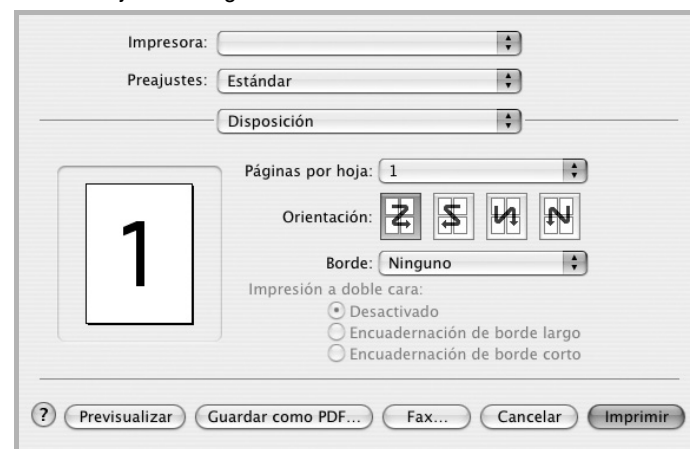 Impresora:
Preajustes: Estándar
Disposición
Páginas por hoja: 1
1
Orientación:
Borde: Ninguno
Impresión a doble cara:
Desactivado
Encuadernación de borde largo
Encuadernación de borde corto
? Previsualizar Guardar como PDF... Fax... Cancelar Imprimir